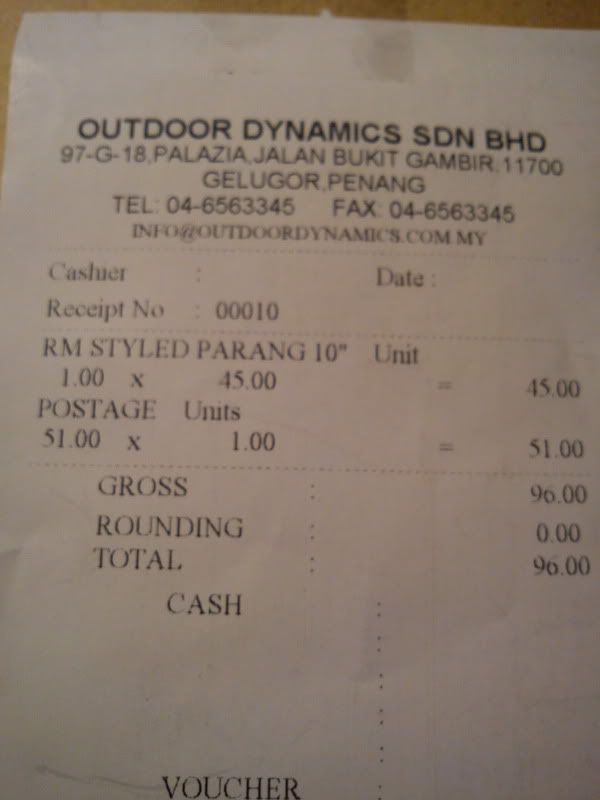 OUTDOOR DYNAMICS SDN BHD
97-G-18,PALAZIA,JALAN BUKIT GAMBIR.11700
GELUGOR,PENANG
TEL: 04-6563345 FAX: 04-6563345
INFO@OUTDOORDYNAMICS.COM.MY
Cashier : Date :
Receipt No : 00010
RM STYLED PARANG 10" Unit
1.00 x 45.00 = 45.00
POSTAGE Units
51.00 x 1.00 = 51.00
GROSS : 96.00
ROUNDING : 0.00
TOTAL : 96.00
CASH :
:
:
:
:
VOUCHER :